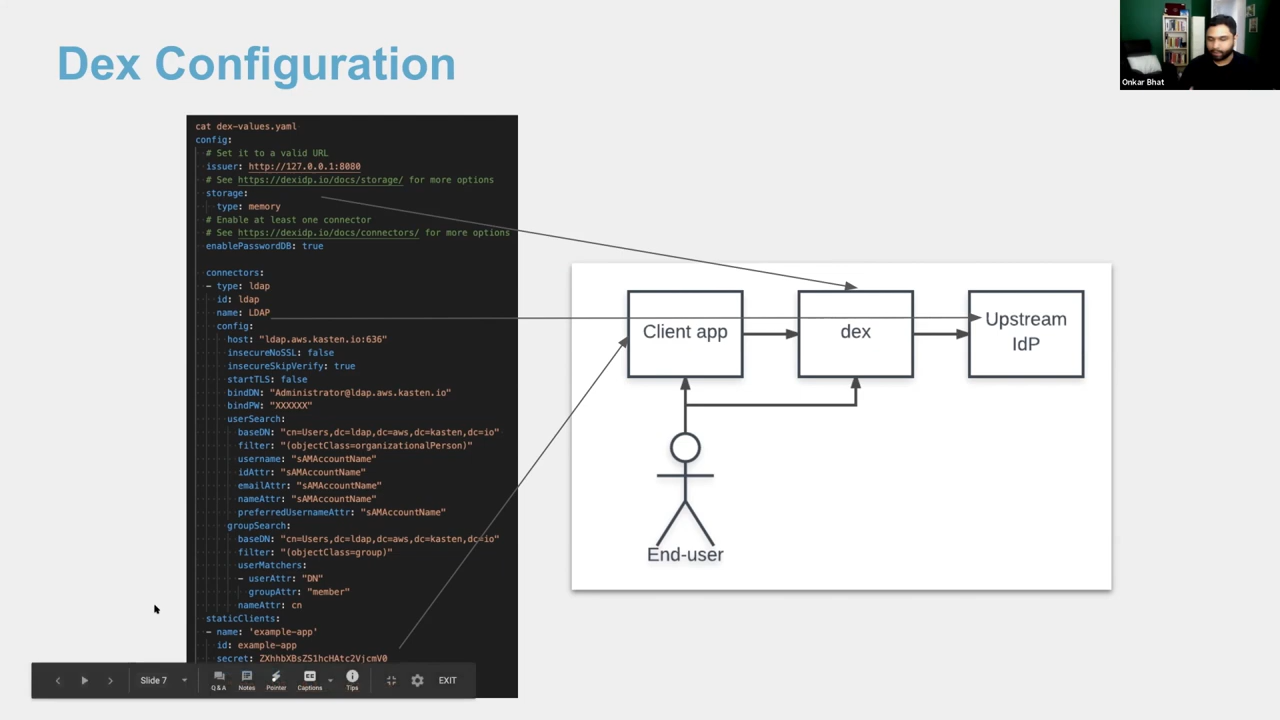 Dex Configuration
Onkar Bhat
cat dex-values.yaml
config:
# Set it to a valid URL
issuer: http://127.0.0.1:8080
# See https://dexidp.io/docs/storage/ for more options
storage:
type: memory
# Enable at least one connector
# See https://dexidp.io/docs/connectors/ for more options
enablePasswordDB: true
connectors:
- type: ldap
id: ldap
name: LDAP
config:
host: "ldap.aws.kasten.io:636"
insecureNoSSL: false
insecureSkipVerify: true
startTLS: false
bindDN: "Administrator@ldap.aws.kasten.io"
bindPW: "XXXXXX"
userSearch:
baseDN: "cn=Users,dc=ldap,dc=aws,dc=kasten,dc=io"
filter: "(objectClass=organizationalPerson)"
username: "sAMAccountName"
idAttr: "sAMAccountName"
emailAttr: "sAMAccountName"
nameAttr: "sAMAccountName"
preferredUsernameAttr: "sAMAccountName"
groupSearch:
baseDN: "cn=Users,dc=ldap,dc=aws,dc=kasten,dc=io"
filter: "(objectClass=group)"
userMatchers:
- userAttr: "DN"
groupAttr: "member"
nameAttr: cn
staticClients:
- name: 'example-app'
id: example-app
secret: ZXhhbXBsZS1hcHAtc2VjcmV0
Client app
dex
Upstream
IdP
End-user
Slide 7
Q & A
Notes
Pointer
Captions
Tips
EXIT